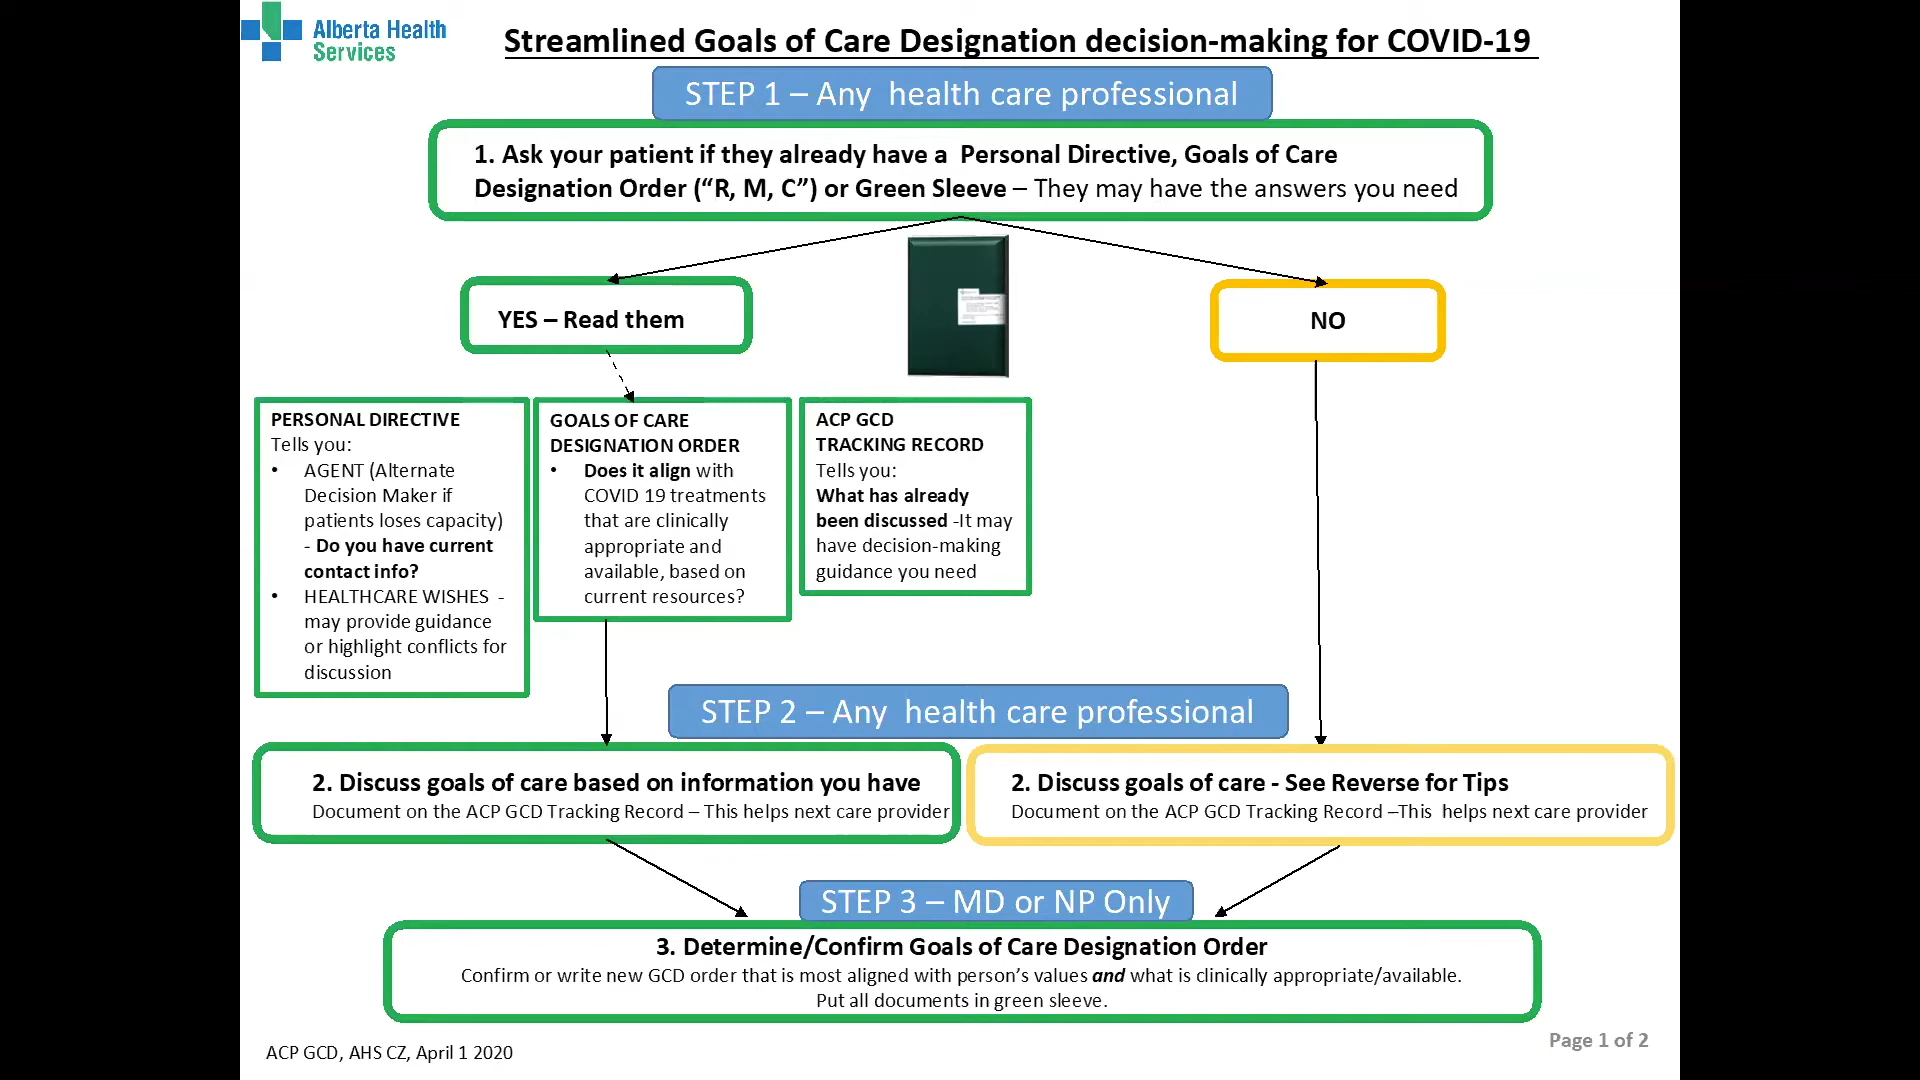 Alberta Health
Services
Streamlined Goals of Care Designation decision-making for COVID-19
STEP 1 – Any health care professional
1. Ask your patient if they already have a Personal Directive, Goals of Care
Designation Order (“R, M, C”) or Green Sleeve – They may have the answers you need
YES – Read them
NO
PERSONAL DIRECTIVE
Tells you:
• AGENT (Alternate
Decision Maker if
patients loses capacity)
- Do you have current
contact info?
• HEALTHCARE WISHES -
may provide guidance
or highlight conflicts for
discussion
GOALS OF CARE
DESIGNATION ORDER
• Does it align with
COVID 19 treatments
that are clinically
appropriate and
available, based on
current resources?
ACP GCD
TRACKING RECORD
Tells you:
What has already
been discussed -It may
have decision-making
guidance you need
STEP 2 – Any health care professional
2. Discuss goals of care based on information you have
Document on the ACP GCD Tracking Record – This helps next care provider
2. Discuss goals of care - See Reverse for Tips
Document on the ACP GCD Tracking Record –This helps next care provider
STEP 3 – MD or NP Only
3. Determine/Confirm Goals of Care Designation Order
Confirm or write new GCD order that is most aligned with person’s values and what is clinically appropriate/available.
Put all documents in green sleeve.
ACP GCD, AHS CZ, April 1 2020
Page 1 of 2